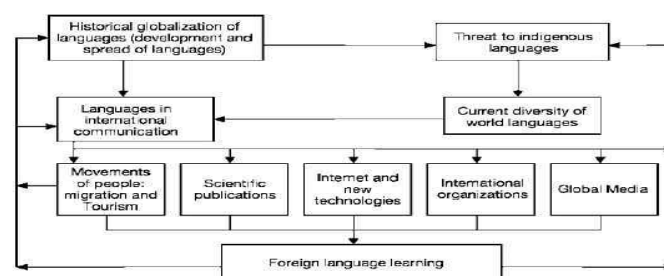 Historical globalization of
languages (development and
spread of languages)
Threat to indigenous
languages
Languages in
international
communication
Current diversity of
world languages
Movements
of people:
migration and
Tourism
Scientific
publications
Internet and
new
technologies
International
organizations
Global Media
Foreign language learning